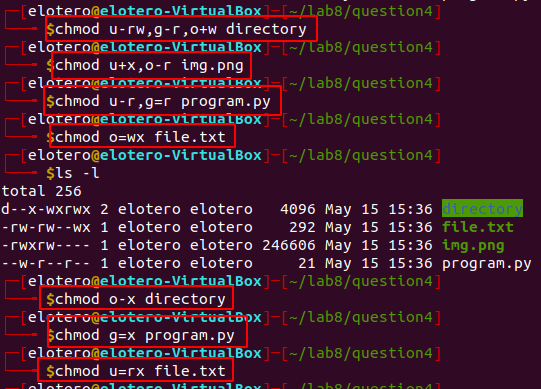 ┌─[elotero@elotero-VirtualBox]─[~/lab8/question4]
└──╼ $chmod u-rw,g-r,o+w directory
┌─[elotero@elotero-VirtualBox]─[~/lab8/question4]
└──╼ $chmod u+x,o-r img.png
┌─[elotero@elotero-VirtualBox]─[~/lab8/question4]
└──╼ $chmod u-r,g=r program.py
┌─[elotero@elotero-VirtualBox]─[~/lab8/question4]
└──╼ $chmod o=wx file.txt
┌─[elotero@elotero-VirtualBox]─[~/lab8/question4]
└──╼ $ls -l
total 256
d--x-wxrwx 2 elotero elotero   4096 May 15 15:36 directory
-rw-rw--wx 1 elotero elotero    292 May 15 15:36 file.txt
-rwxrw---- 1 elotero elotero 246606 May 15 15:36 img.png
--w-r--r-- 1 elotero elotero     21 May 15 15:36 program.py
┌─[elotero@elotero-VirtualBox]─[~/lab8/question4]
└──╼ $chmod o-x directory
┌─[elotero@elotero-VirtualBox]─[~/lab8/question4]
└──╼ $chmod g=x program.py
┌─[elotero@elotero-VirtualBox]─[~/lab8/question4]
└──╼ $chmod u=rx file.txt